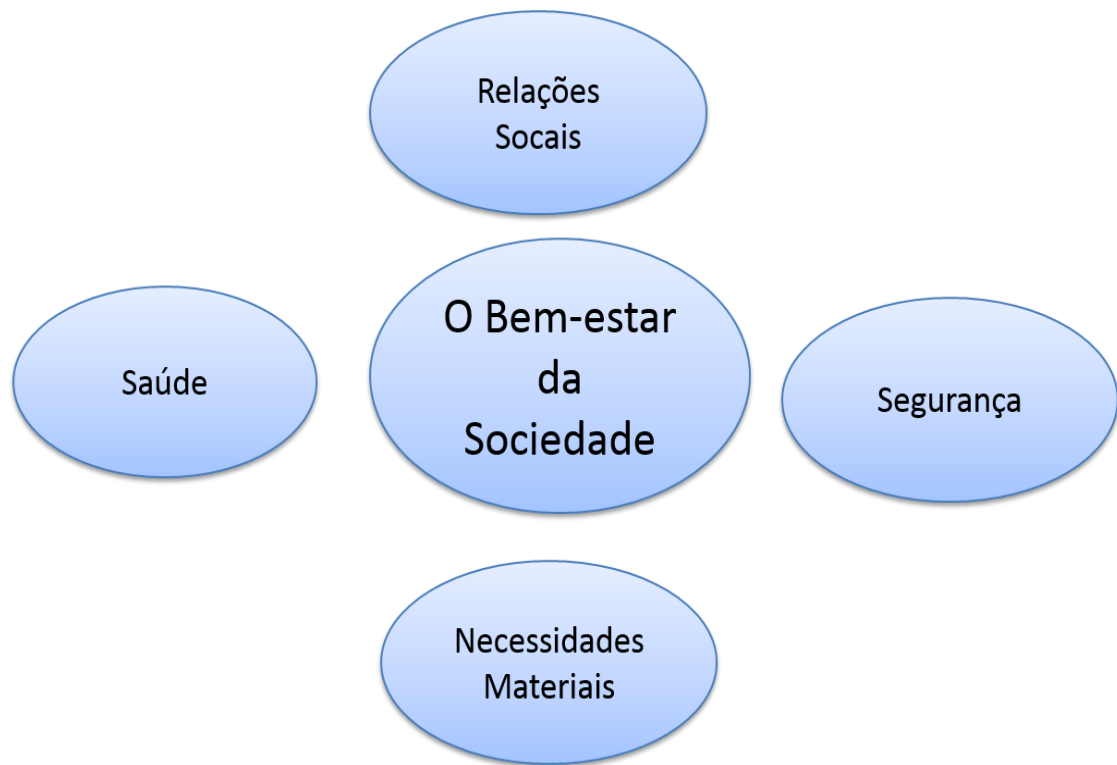 Relações
Socais
O Bem-estar
da
Sociedade
Saúde
Segurança
Necessidades
Materiais